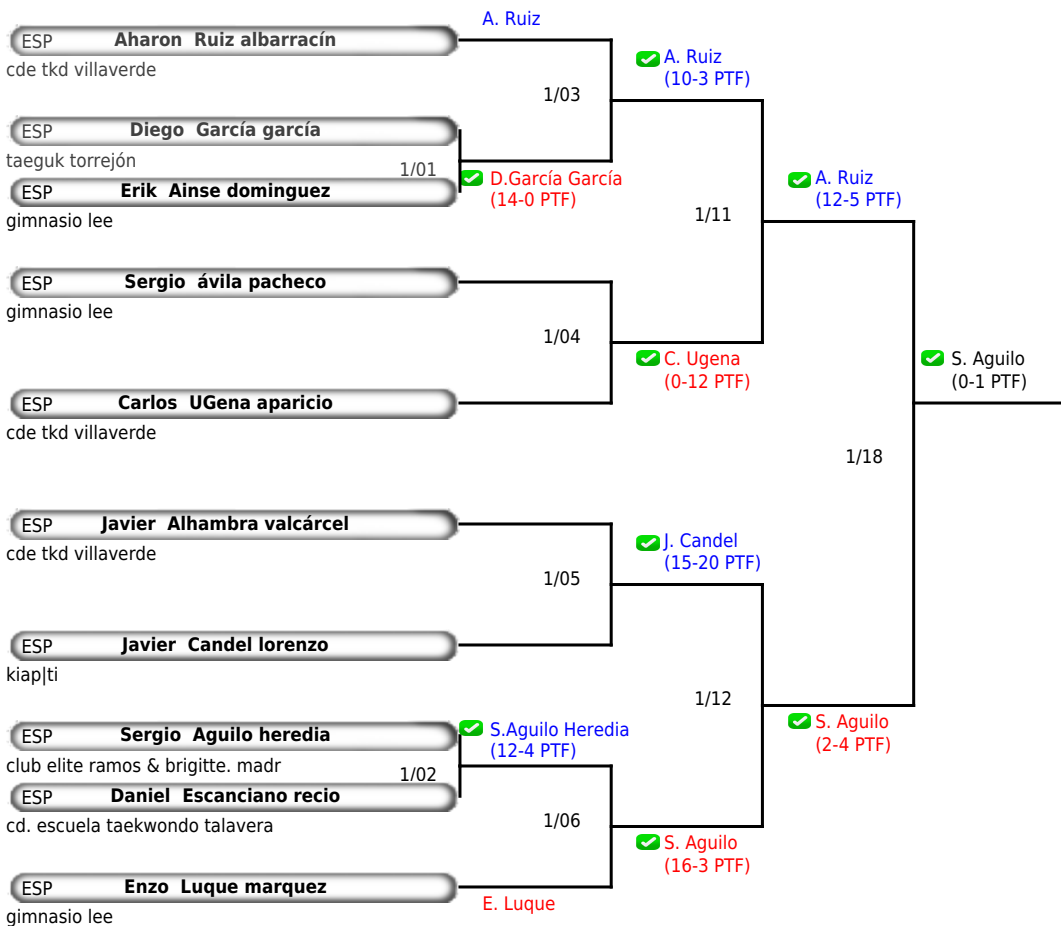 A. Ruiz
ESP Aharon Ruiz albarracín
cde tkd villaverde
A. Ruiz
(10-3 PTF)
1/03
ESP Diego García garcía
taeguk torrejón
1/01
D.García García
(14-0 PTF)
ESP Erik Ainse dominguez
gimnasio lee
A. Ruiz
(12-5 PTF)
1/11
ESP Sergio ávila pacheco
gimnasio lee
1/04
C. Ugena
(0-12 PTF)
S. Aguilo
(0-1 PTF)
ESP Carlos UGena aparicio
cde tkd villaverde
1/18
ESP Javier Alhambra valcárcel
cde tkd villaverde
J. Candel
(15-20 PTF)
1/05
ESP Javier Candel lorenzo
kiap|ti
1/12
S. Aguilo
(2-4 PTF)
ESP Sergio Aguilo heredia
club elite ramos & brigitte. madr
S.Aguilo Heredia
(12-4 PTF)
1/02
ESP Daniel Escanciano recio
cd. escuela taekwondo talavera
1/06
S. Aguilo
(16-3 PTF)
ESP Enzo Luque marquez
gimnasio lee
E. Luque